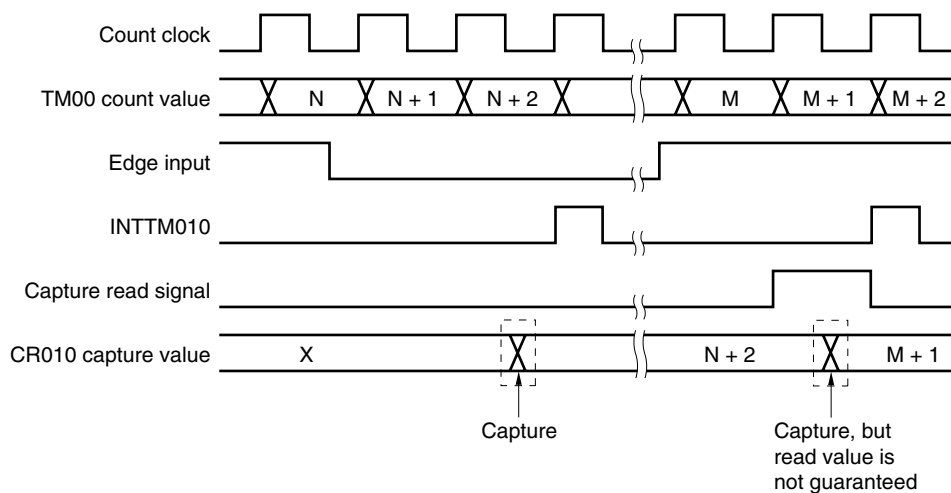 Count clock
TM00 count value
N
N + 1
N + 2
M
M + 1
M + 2
Edge input
INTTM010
Capture read signal
CR010 capture value
X
N + 2
M + 1
Capture
Capture, but
read value is
not guaranteed